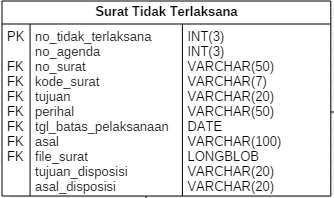 Surat Tidak Terlaksana
PK no_tidak_terlaksana INT(3)
no_agenda INT(3)
FK no_surat VARCHAR(50)
FK kode_surat VARCHAR(7)
FK tujuan VARCHAR(20)
FK perihal VARCHAR(50)
FK tgl_batas_pelaksanaan DATE
FK asal VARCHAR(100)
FK file_surat LONGBLOB
tujuan_disposisi VARCHAR(20)
asal_disposisi VARCHAR(20)